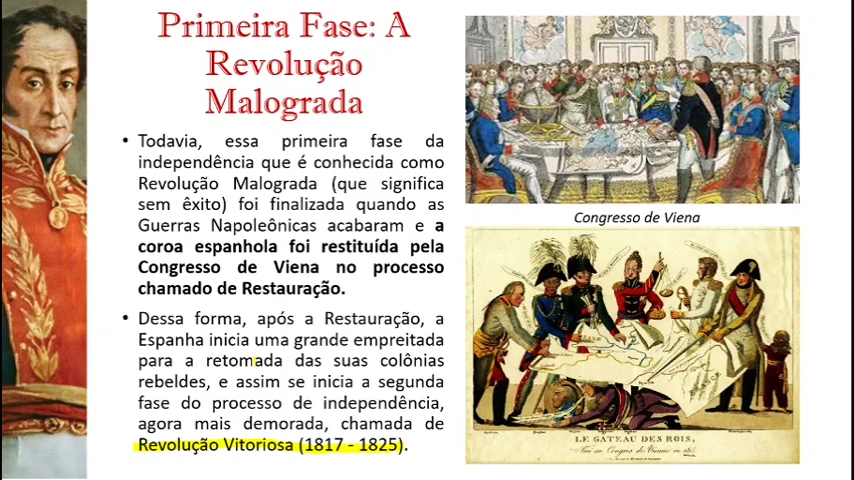 Primeira Fase: A
Revolução
Malograda
• Todavia, essa primeira fase da
independência que é conhecida como
Revolução Malograda (que significa
sem êxito) foi finalizada quando as
Guerras Napoleônicas acabaram e a
coroa espanhola foi restituída pela
Congresso de Viena no processo
chamado de Restauração.
• Dessa forma, após a Restauração, a
Espanha inicia uma grande empreitada
para a retomada das suas colônias
rebeldes, e assim se inicia a segunda
fase do processo de independência,
agora mais demorada, chamada de
Revolução Vitoriosa (1817 - 1825).
Congresso de Viena
LE GATEAU DES ROIS,